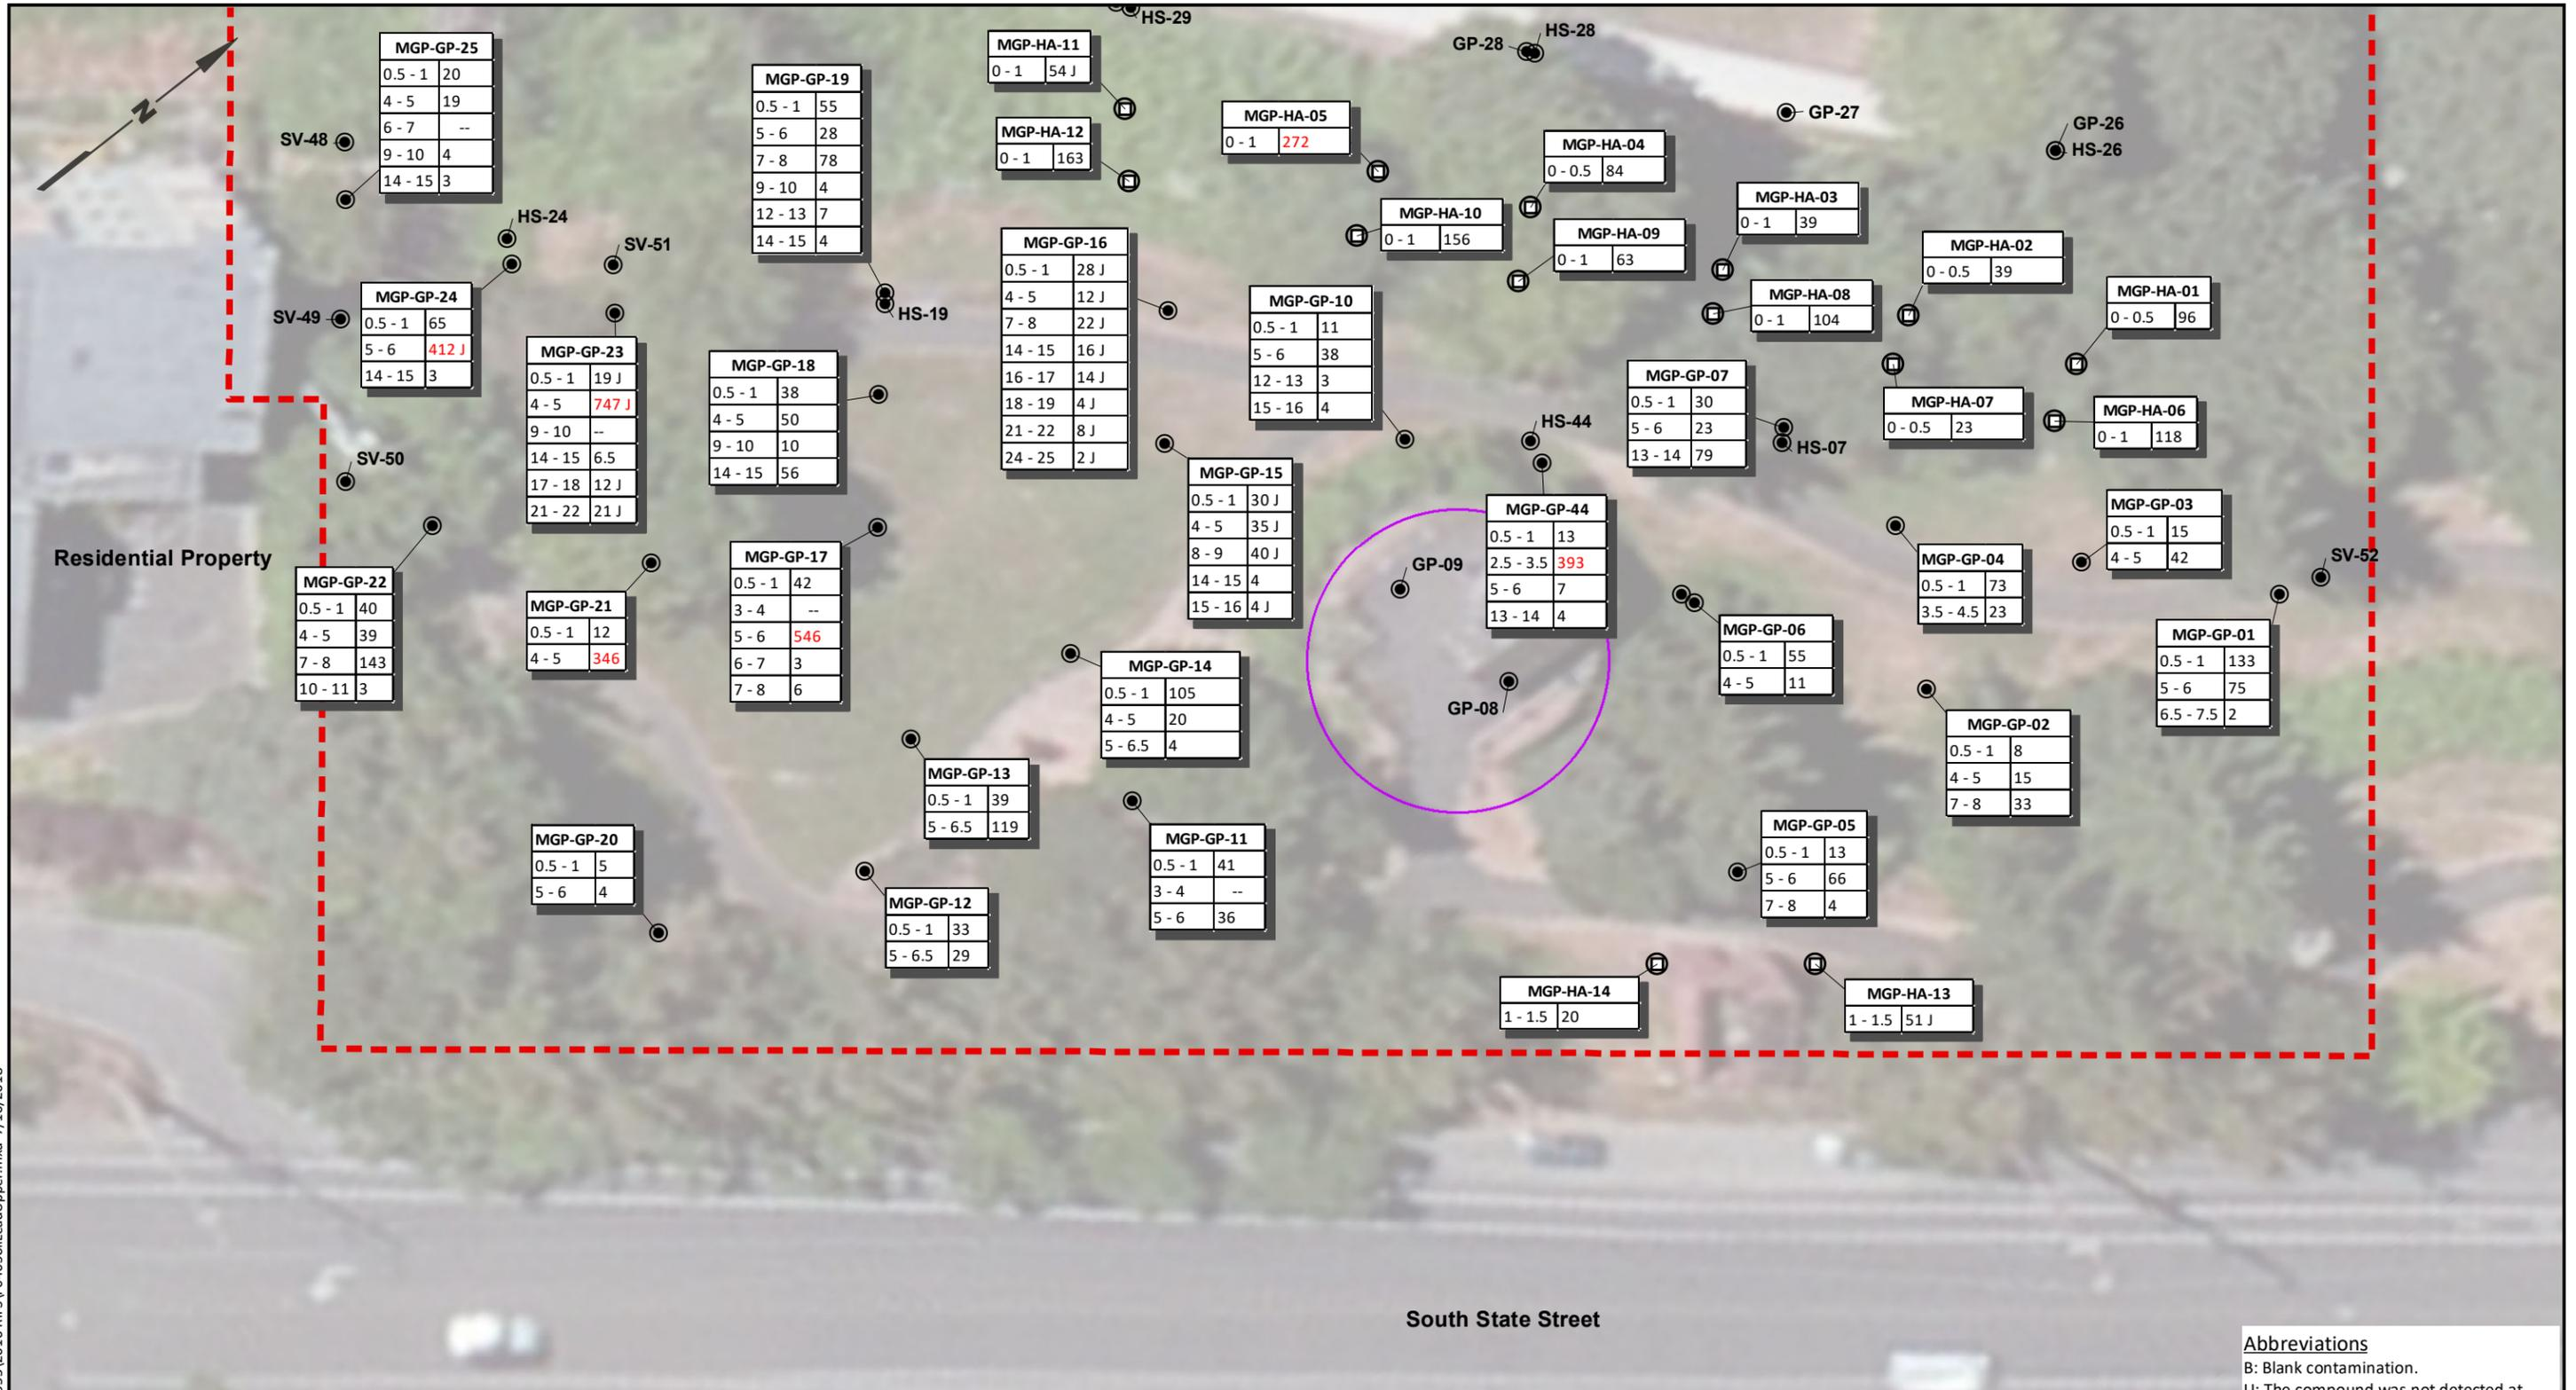 HS-29
N
MGP-GP-25
0.5 - 1 20
4 - 5 19
6 - 7 --
9 - 10 4
14 - 15 3
MGP-GP-19
0.5 - 1 55
5 - 6 28
7 - 8 78
9 - 10 4
12 - 13 7
14 - 15 4
MGP-HA-11
0 - 1 54 J
MGP-HA-12
0 - 1 163
MGP-HA-05
0 - 1 272
GP-28
HS-28
GP-27
GP-26
HS-26
MGP-HA-04
0 - 0.5 84
MGP-HA-10
0 - 1 156
MGP-HA-09
0 - 1 63
MGP-HA-03
0 - 1 39
MGP-HA-08
0 - 1 104
MGP-HA-02
0 - 0.5 39
MGP-HA-01
0 - 0.5 96
MGP-HA-07
0 - 0.5 23
MGP-HA-06
0 - 1 118
SV-48
HS-24
SV-51
SV-49
MGP-GP-24
0.5 - 1 65
5 - 6 412 J
14 - 15 3
MGP-GP-23
0.5 - 1 19 J
4 - 5 747 J
9 - 10 --
14 - 15 6.5
17 - 18 12 J
21 - 22 21 J
HS-19
MGP-GP-18
0.5 - 1 38
4 - 5 50
9 - 10 10
14 - 15 56
MGP-GP-16
0.5 - 1 28 J
4 - 5 12 J
7 - 8 22 J
14 - 15 16 J
16 - 17 14 J
18 - 19 4 J
21 - 22 8 J
24 - 25 2 J
MGP-GP-10
0.5 - 1 11
5 - 6 38
12 - 13 3
15 - 16 4
MGP-GP-07
0.5 - 1 30
5 - 6 23
13 - 14 79
HS-07
HS-44
SV-50
Residential Property
MGP-GP-22
0.5 - 1 40
4 - 5 39
7 - 8 143
10 - 11 3
MGP-GP-21
0.5 - 1 12
4 - 5 346
MGP-GP-17
0.5 - 1 42
3 - 4 --
5 - 6 546
6 - 7 3
7 - 8 6
MGP-GP-15
0.5 - 1 30 J
4 - 5 35 J
8 - 9 40 J
14 - 15 4
15 - 16 4 J
MGP-GP-44
0.5 - 1 13
2.5 - 3.5 393
5 - 6 7
13 - 14 4
GP-09
GP-08
MGP-GP-03
0.5 - 1 15
4 - 5 42
MGP-GP-04
0.5 - 1 73
3.5 - 4.5 23
SV-52
MGP-GP-06
0.5 - 1 55
4 - 5 11
MGP-GP-01
0.5 - 1 133
5 - 6 75
6.5 - 7.5 2
MGP-GP-14
0.5 - 1 105
4 - 5 20
5 - 6.5 4
MGP-GP-02
0.5 - 1 8
4 - 5 15
7 - 8 33
MGP-GP-13
0.5 - 1 39
5 - 6.5 119
MGP-GP-20
0.5 - 1 5
5 - 6 4
MGP-GP-11
0.5 - 1 41
3 - 4 --
5 - 6 36
MGP-GP-05
0.5 - 1 13
5 - 6 66
7 - 8 4
MGP-GP-12
0.5 - 1 33
5 - 6.5 29
MGP-HA-14
1 - 1.5 20
MGP-HA-13
1 - 1.5 51 J
South State Street
Abbreviations
B: Blank contamination.
U: The compound was not detected at